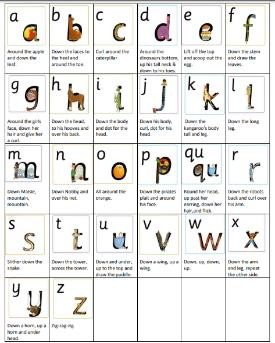 a b c d e f
Around the apple and down the leaf.
Down the laces to the heel and around the toe.
Curl around the caterpillar.
Around the dinosaurs bottom, up his tall neck & down to his toes.
Lift off the top and scoop out the egg.
Down the stem and draw the leaves.
g h i j k l
Around the girls face, down her hair and give her a curl.
Down the head, to his hooves and over his back.
Down the body and dot for the head.
Down his body, curl, dot for his head.
Down the kangaroo's body tail and leg.
Down the long leg.
m n o p qu r
Down Maisie, mountain, mountain.
Down Nobby and over his net.
All around the orange.
Down the pirates plait and around his face.
Round her head, up past her earring, down her hair, and flick.
Down the robots back and curl over his arm.
s t u v w x
Slither down the snake.
Down the tower, across the tower.
Down and under, up to the top and draw the puddle.
Down a wing, up a wing.
Down, up, down, up.
Down the arm and leg, repeat the other side.
y z
Down a horn, up a horn and under head.
Zig-zag-zig.